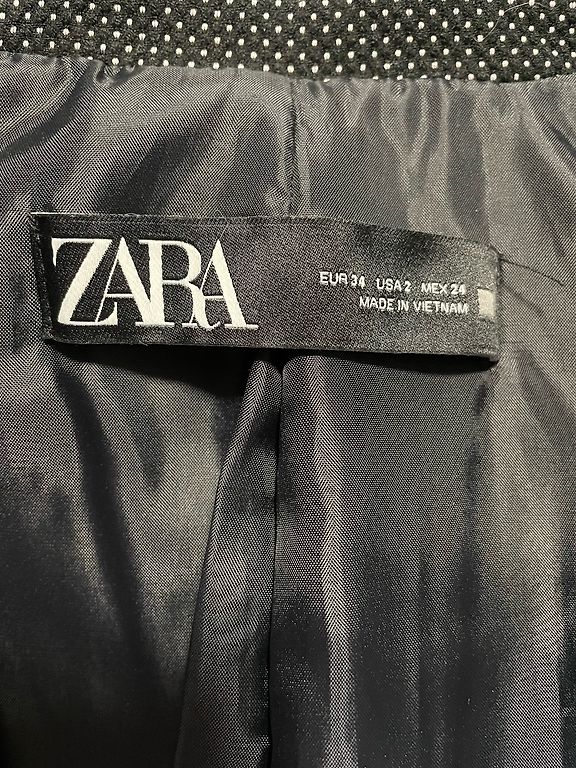 ZARA
EUR 34 USA 2 MEX 24
MADE IN VIETNAM